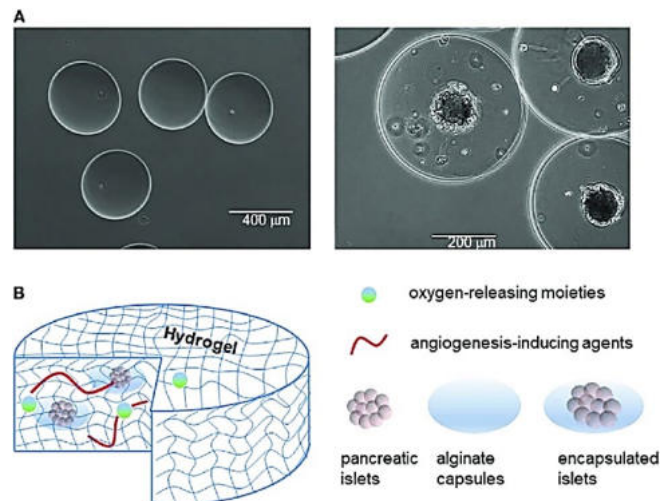 A
400 µm
200 µm
B
Hydrogel
oxygen-releasing moieties
angiogenesis-inducing agents
pancreatic
islets
alginate
capsules
encapsulated
islets